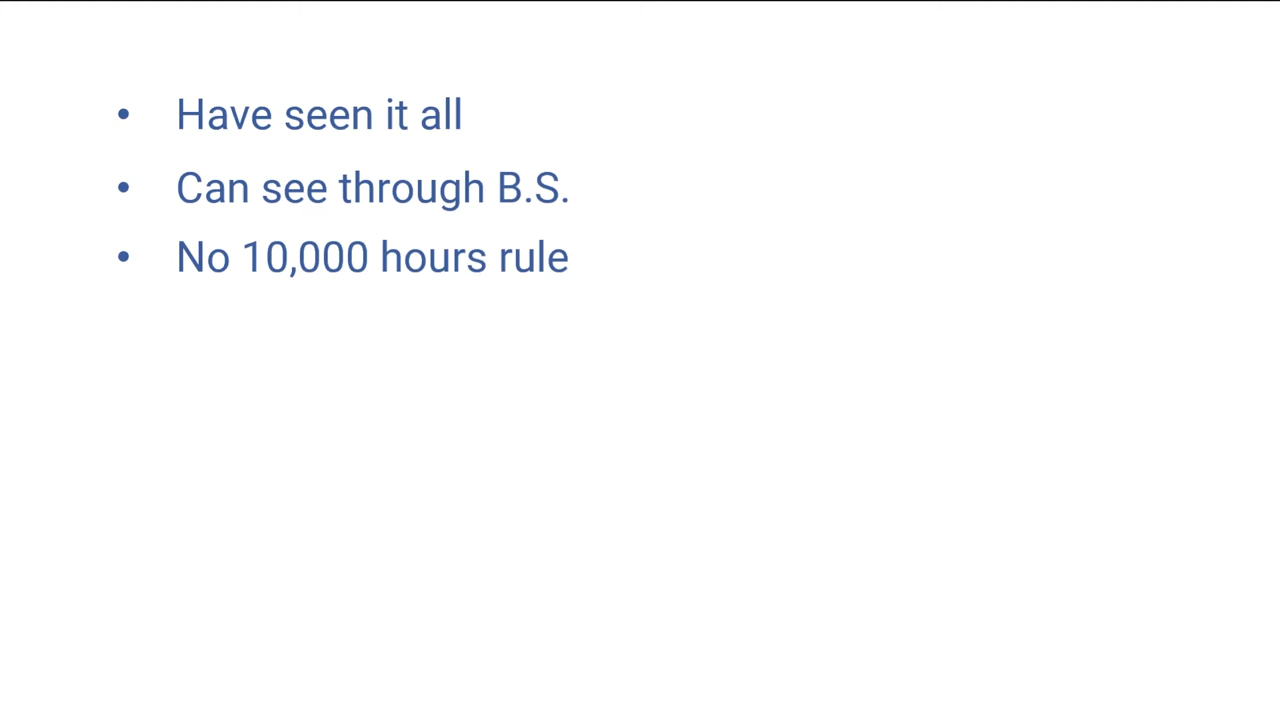 • Have seen it all
• Can see through B.S.
• No 10,000 hours rule